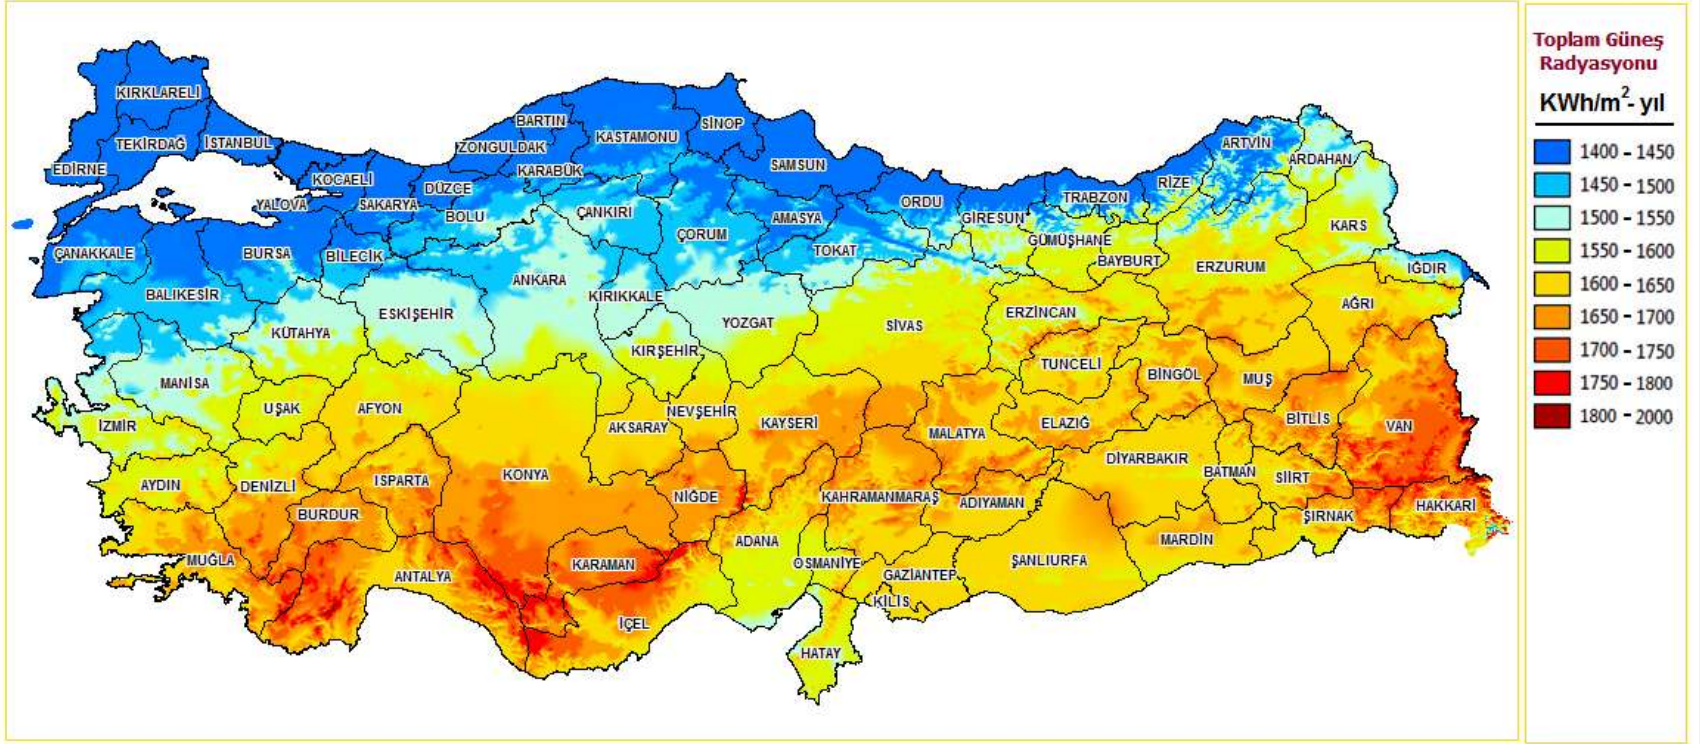 KIRKLARELİ
TEKİRDAĞ
İSTANBUL
EDİRNE
KOCAELİ
YALOVA
SAKARYA
DÜZCE
ZONGULDAK
BARTIN
KARABÜK
KASTAMONU
SİNOP
SAMSUN
BOLU
ÇANKIRI
ÇORUM
AMASYA
TOKAT
ORDU
GİRESUN
TRABZON
RİZE
ARTVİN
ARDAHAN
KARS
IĞDIR
GÜMÜŞHANE
BAYBURT
ERZURUM
ÇANAKKALE
BURSA
BİLECİK
BALIKESİR
KÜTAHYA
ESKİŞEHİR
ANKARA
KIRIKKALE
YOZGAT
KIRŞEHİR
SİVAS
ERZİNCAN
TUNCELİ
BİNGÖL
MUŞ
AĞRI
MANİSA
UŞAK
AFYON
İZMİR
AKSARAY
NEVŞEHİR
KAYSERİ
MALATYA
ELAZIĞ
BİTLİS
VAN
AYDIN
DENİZLİ
ISPARTA
BURDUR
KONYA
NİĞDE
KAHRAMANMARAŞ
ADIYAMAN
DİYARBAKIR
BATMAN
SİİRT
ŞIRNAK
HAKKARİ
MUĞLA
ANTALYA
KARAMAN
İÇEL
ADANA
OSMANİYE
GAZİANTEP
KİLİS
HATAY
ŞANLIURFA
MARDİN
Toplam Güneş
Radyasyonu
KWh/m²- yıl
1400 - 1450
1450 - 1500
1500 - 1550
1550 - 1600
1600 - 1650
1650 - 1700
1700 - 1750
1750 - 1800
1800 - 2000